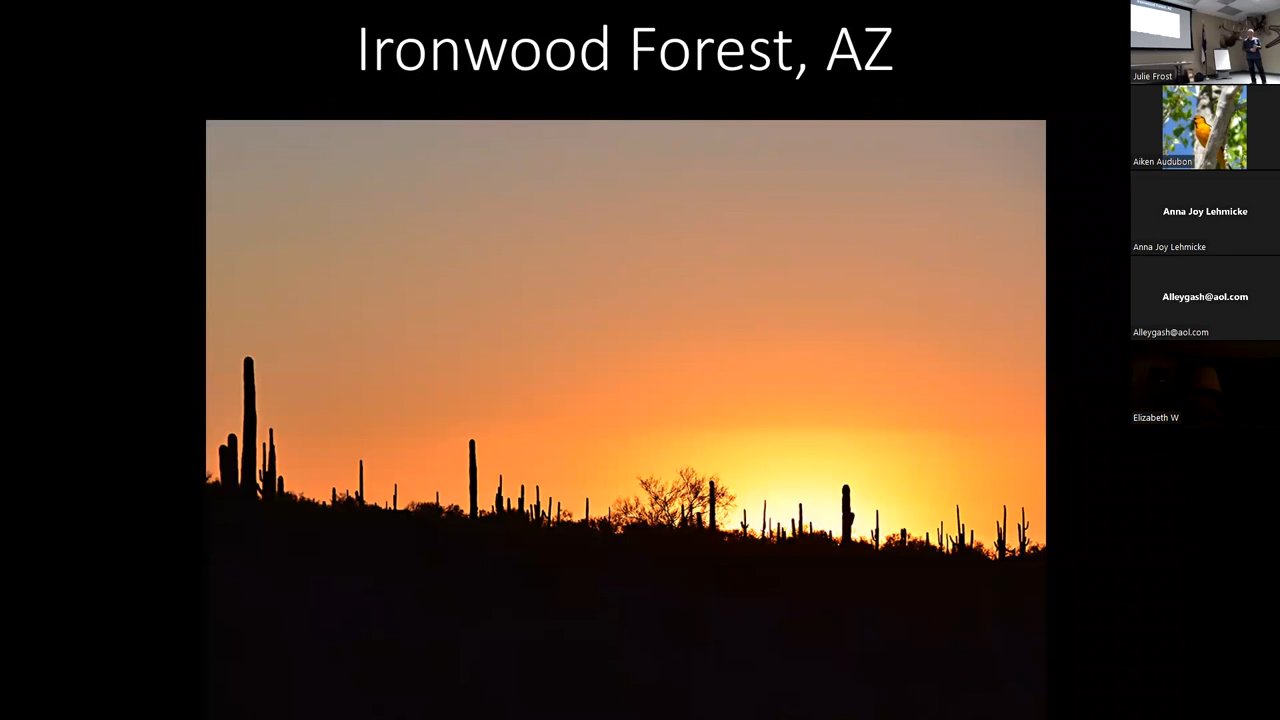 Ironwood Forest, AZ
Julie Frost
Aiken Audubon
Anna Joy Lehmicke
Anna Joy Lehmicke
Alleygash@aol.com
Alleygash@aol.com
Elizabeth W